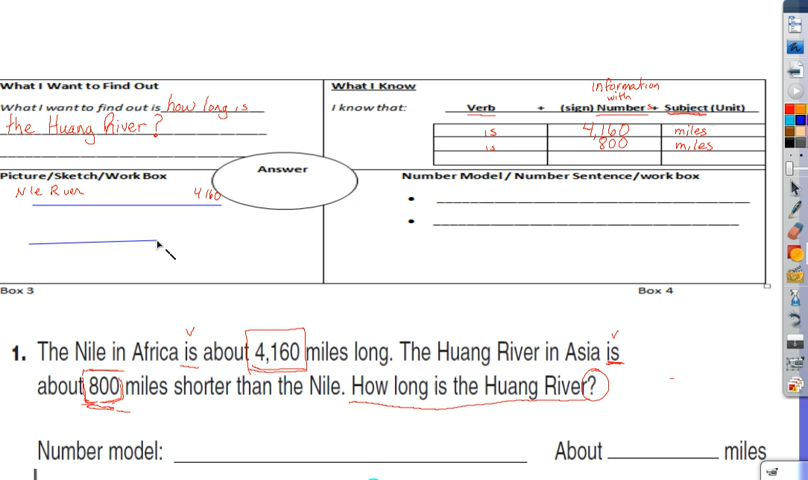 What I Want to Find Out
What I want to find out is how long is
the Huang River?
What I Know
Information
with
I know that: Verb + (sign) Numbers + Subject (Unit)
is 4,160 miles
is 800 miles
Picture/Sketch/Work Box
Nile River 4160
Answer
Number Model / Number Sentence/work box
Box 3
Box 4
v v
1. The Nile in Africa is about 4,160 miles long. The Huang River in Asia is
about 800 miles shorter than the Nile. How long is the Huang River?
Number model: About miles